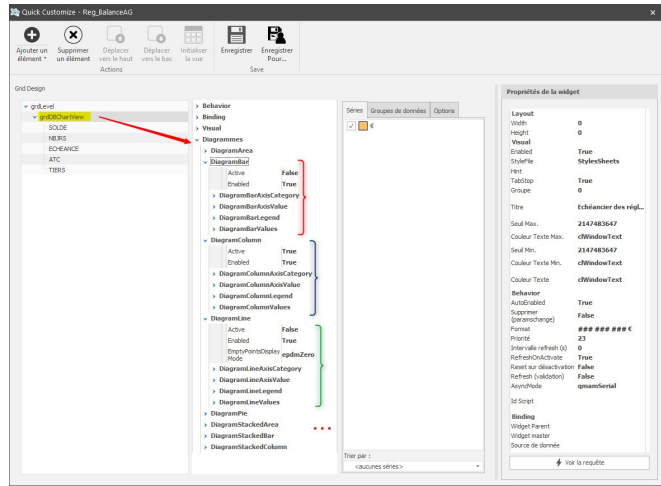 Quick Customize - Reg_BalanceAG
Ajouter un élément
Supprimer un élément
Déplacer vers le haut
Déplacer vers le bas
Initialiser la vue
Enregistrer
Enregistrer Pour...
Actions
Save
Grid Design
grdLevel
grdDBChartView
SOLDE
NBJRS
ECHEANCE
ATC
TIERS
Behavior
Binding
Visual
Diagrammes
DiagramArea
DiagramBar
Active False
Enabled True
DiagramBarAxisCategory
DiagramBarAxisValue
DiagramBarLegend
DiagramBarValues
DiagramColumn
Active True
Enabled True
DiagramColumnAxisCategory
DiagramColumnAxisValue
DiagramColumnLegend
DiagramColumnValues
DiagramLine
Active False
Enabled True
EmptyPointsDisplay Mode epdmZero
DiagramLineAxisCategory
DiagramLineAxisValue
DiagramLineLegend
DiagramLineValues
DiagramPie
DiagramStackedArea
DiagramStackedBar
DiagramStackedColumn
Séries Groupes de données Options
€
Trier par :
<aucunes séries>
Propriétés de la widget
Layout
Width 0
Height 0
Visual
Enabled True
StyleFile StylesSheets
Hint
TabStop True
Groupe 0
Titre Echéancier des régl...
Seuil Max. 2147483647
Couleur Texte Max. clWindowText
Seuil Min. 2147483647
Couleur Texte Min. clWindowText
Couleur Texte clWindowText
Behavior
AutoEnabled True
Supprimer (paramschange) False
Format ### ### ### €
Priorité 23
Intervalle refresh (s) 0
RefreshOnActivate True
Reset sur désactivation False
Refresh (validation) False
AsyncMode qmamSerial
Id Script
Binding
Widget Parent
Widget master
Source de donnée
Voir la requête